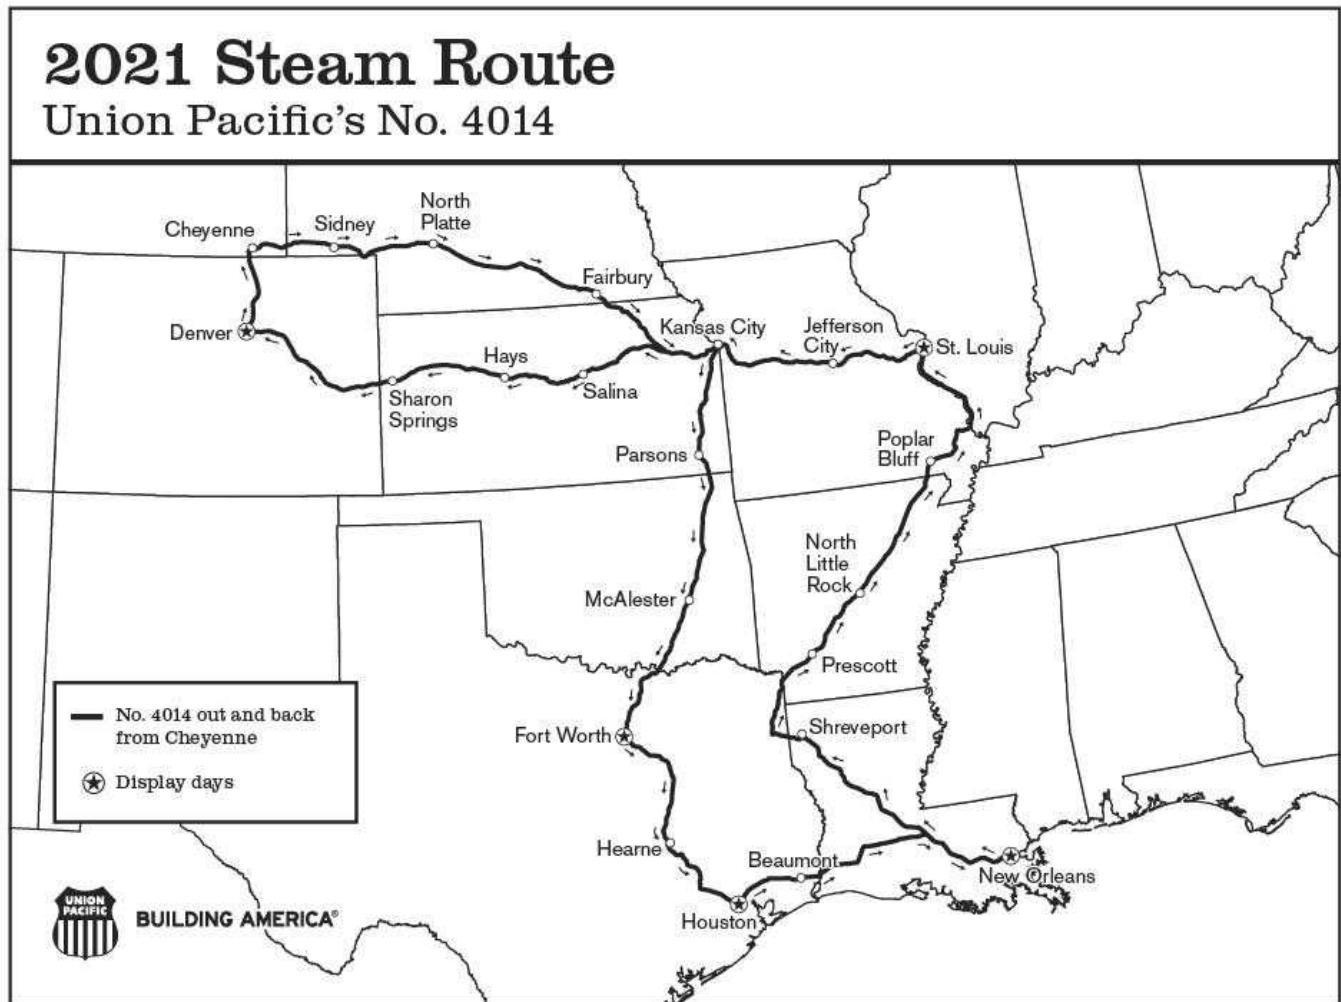 2021 Steam Route
Union Pacific's No. 4014
North
Platte
Cheyenne
Sidney
Fairbury
Denver
Kansas City
Jefferson
City
St. Louis
Hays
Salina
Sharon
Springs
Poplar
Bluff
Parsons
North
Little
Rock
McAlester
Prescott
No. 4014 out and back
from Cheyenne
Display days
Fort Worth
Shreveport
Hearne
Beaumont
New Orleans
Houston
UNION
PACIFIC
BUILDING AMERICA®